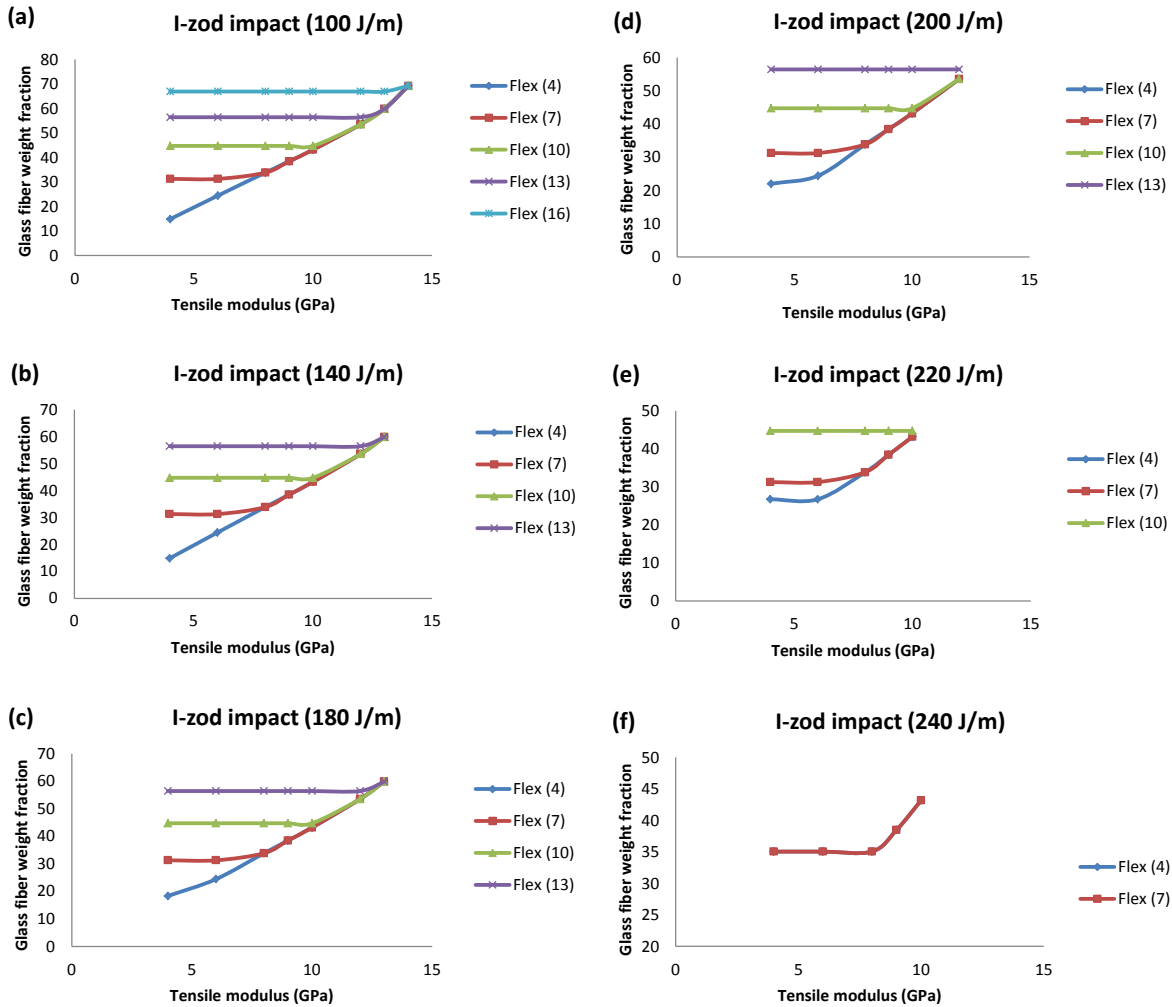 (a)
I-zod impact (100 J/m)
Glass fiber weight fraction
80
70
60
50
40
30
20
10
0
0 5 10 15
Tensile modulus (GPa)
Flex (4)
Flex (7)
Flex (10)
Flex (13)
Flex (16)
(b)
I-zod impact (140 J/m)
Glass fiber weight fraction
70
60
50
40
30
20
10
0
0 5 10 15
Tensile modulus (GPa)
Flex (4)
Flex (7)
Flex (10)
Flex (13)
(c)
I-zod impact (180 J/m)
Glass fiber weight fraction
70
60
50
40
30
20
10
0
0 5 10 15
Tensile modulus (GPa)
Flex (4)
Flex (7)
Flex (10)
Flex (13)
(d)
I-zod impact (200 J/m)
Glass fiber weight fraction
60
50
40
30
20
10
0
0 5 10 15
Tensile modulus (GPa)
Flex (4)
Flex (7)
Flex (10)
Flex (13)
(e)
I-zod impact (220 J/m)
Glass fiber weight fraction
50
40
30
20
10
0
0 5 10 15
Tensile modulus (GPa)
Flex (4)
Flex (7)
Flex (10)
(f)
I-zod impact (240 J/m)
Glass fiber weight fraction
50
45
40
35
30
25
20
0 5 10 15
Tensile modulus (GPa)
Flex (4)
Flex (7)